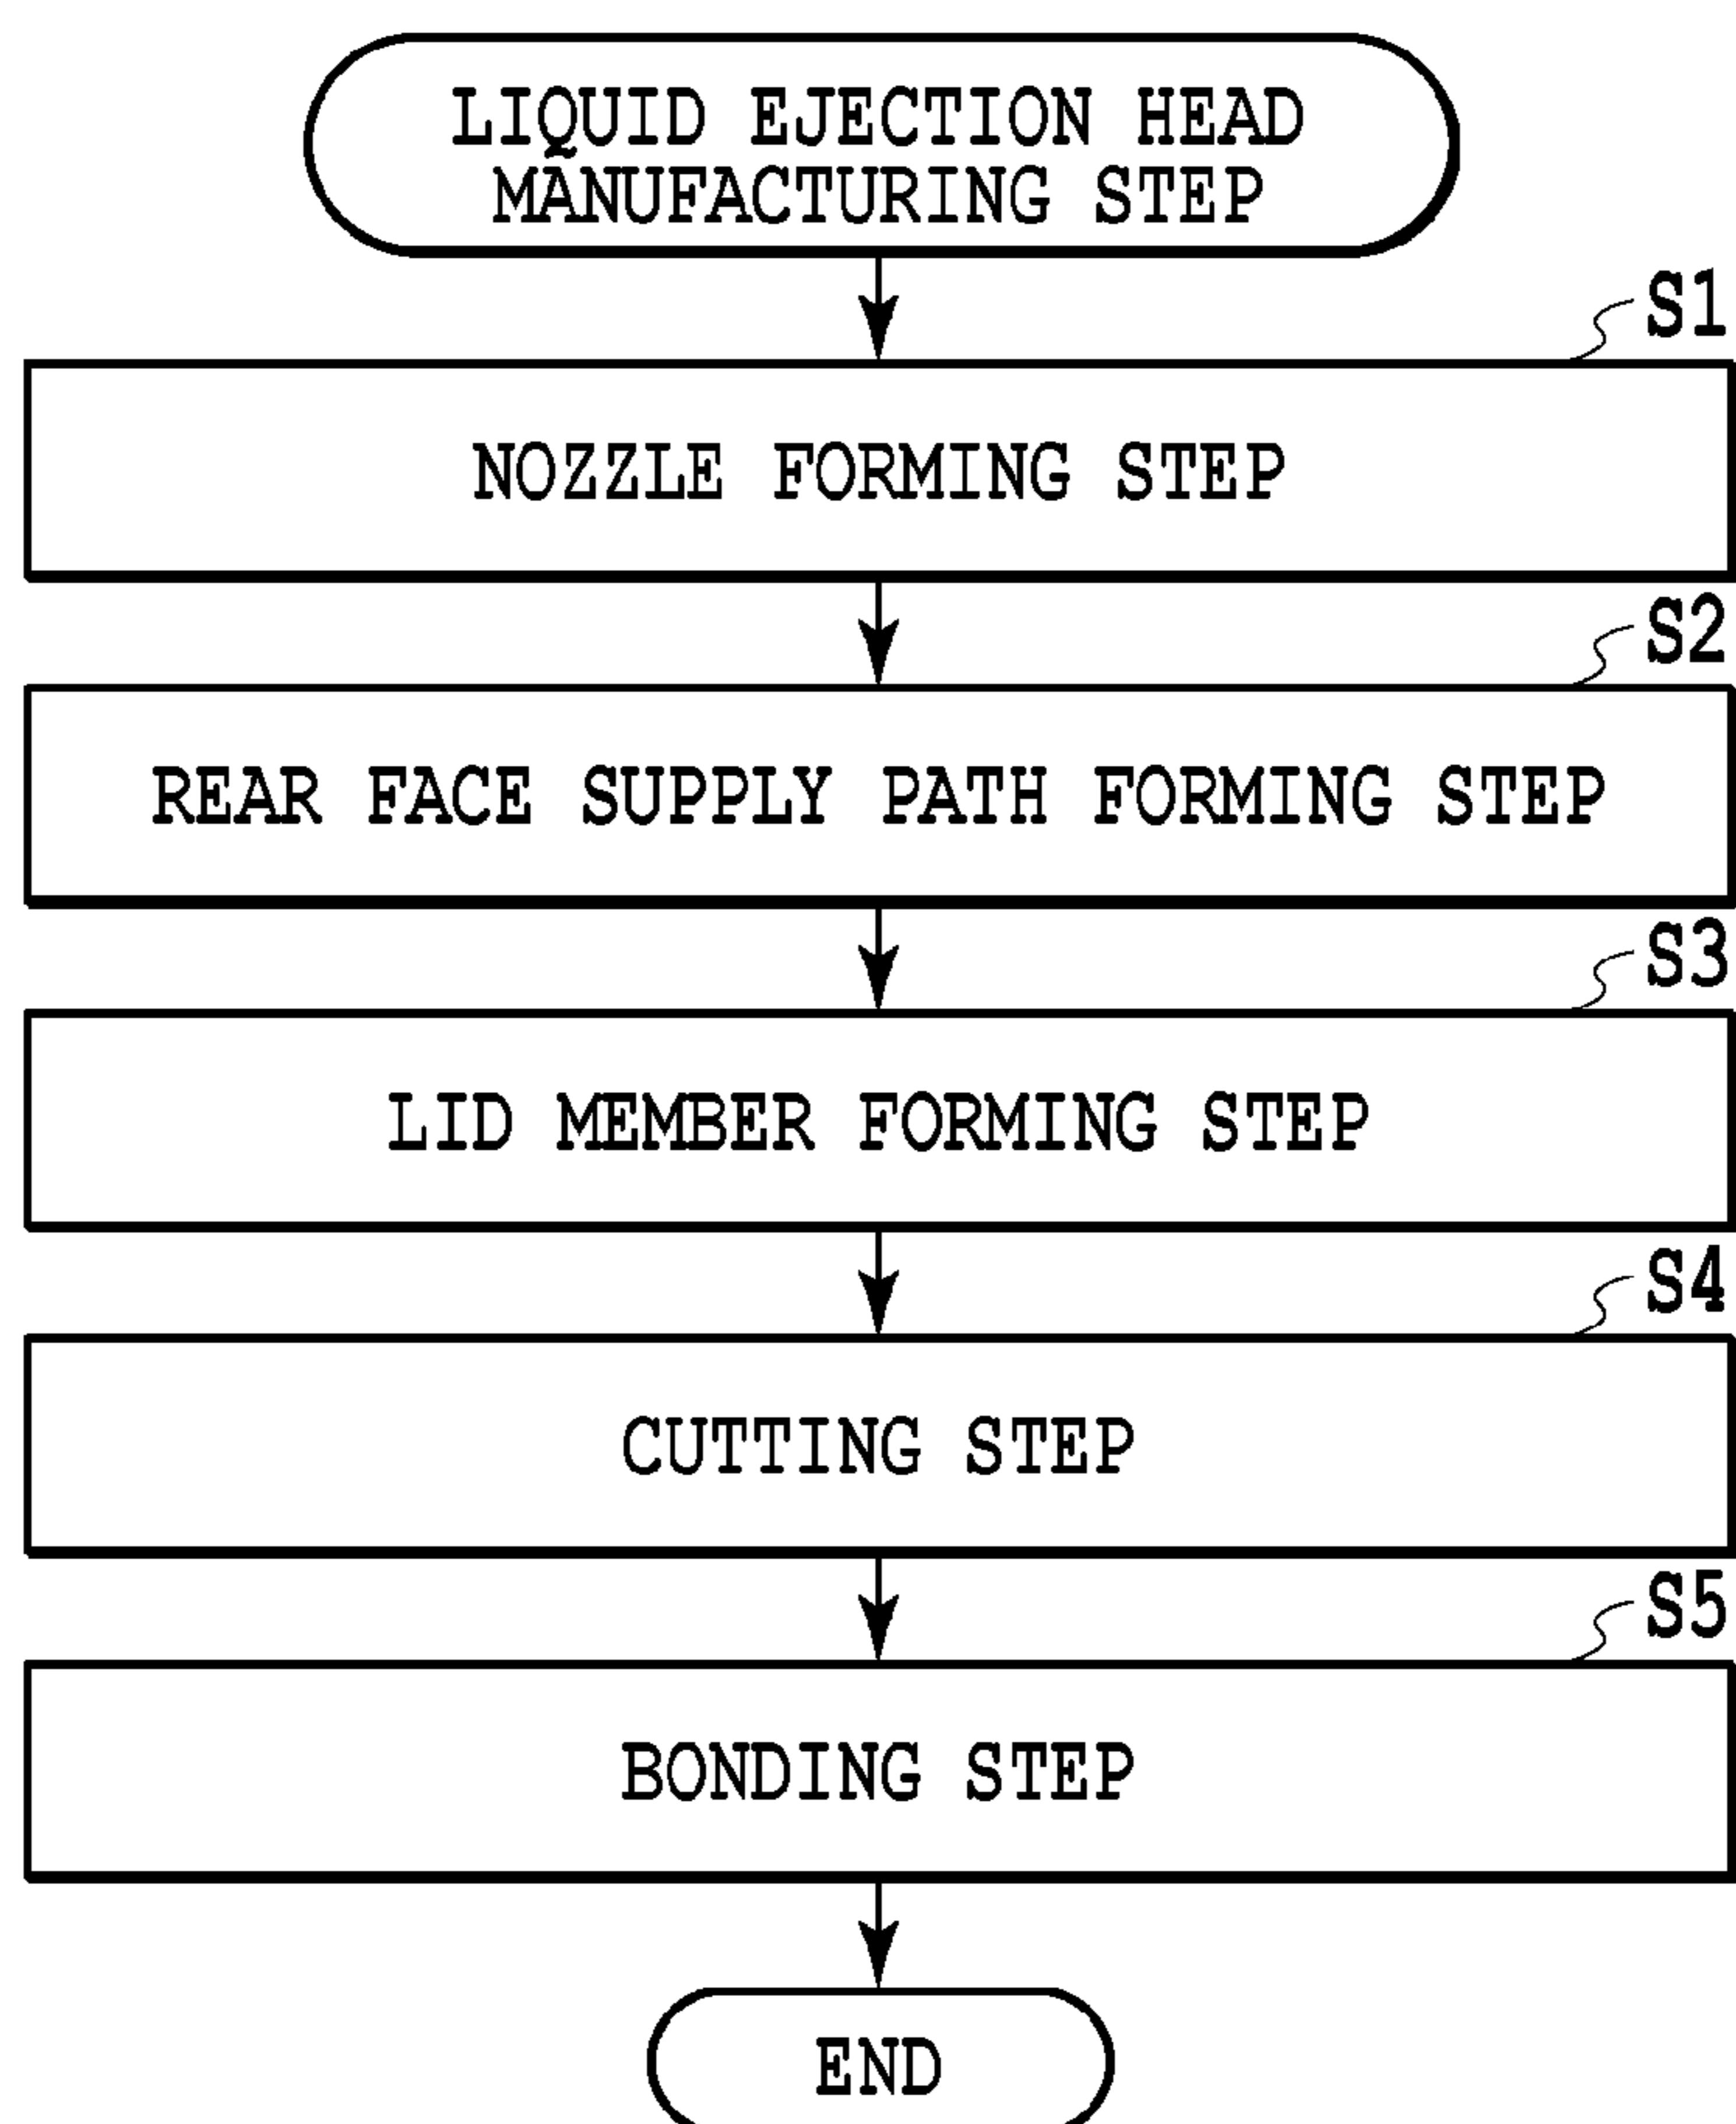 LIQUID EJECTION HEAD
MANUFACTURING STEP
S1
NOZZLE FORMING STEP
S2
REAR FACE SUPPLY PATH FORMING STEP
S3
LID MEMBER FORMING STEP
S4
CUTTING STEP
S5
BONDING STEP
END